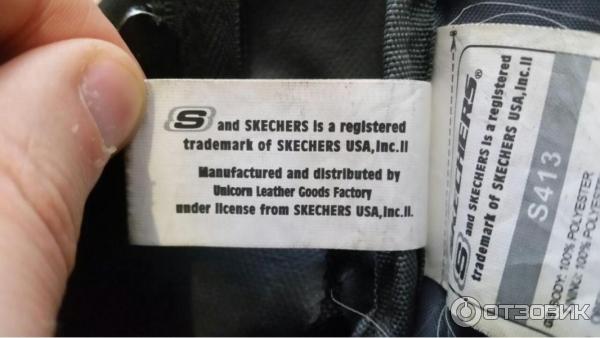 S and SKECHERS is a registered
trademark of SKECHERS USA,Inc.II
Manufactured and distributed by
Unicorn Leather Goods Factory
under license from SKECHERS USA,Inc.II.
SKECHERS®
S and SKECHERS is a registered
trademark of SKECHERS USA,Inc.II
S413
BODY: 100% POLYESTER
100% POLYESTER
ОТЗОВИК